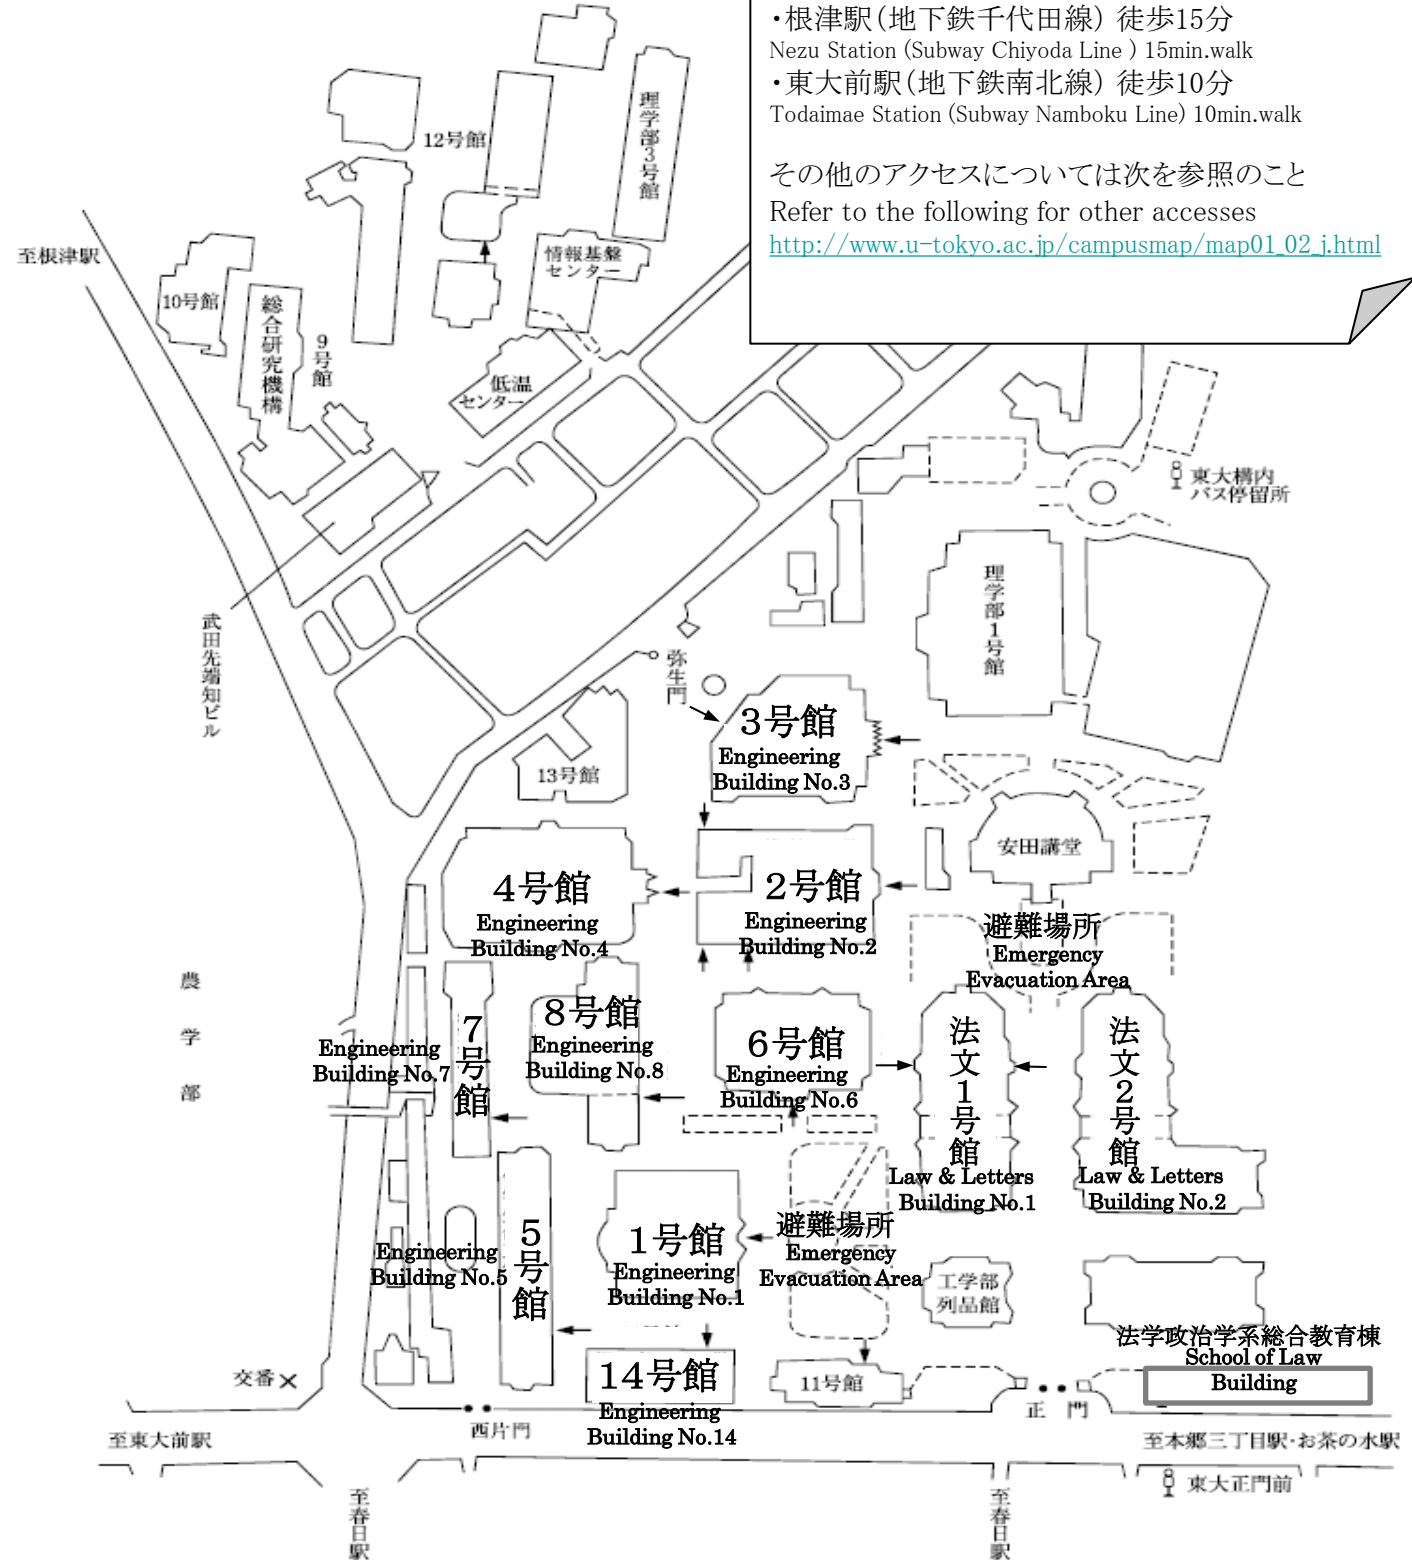 ・根津駅(地下鉄千代田線) 徒歩15分
Nezu Station (Subway Chiyoda Line ) 15min.walk
・東大前駅(地下鉄南北線) 徒歩10分
Todaimae Station (Subway Namboku Line) 10min.walk
その他のアクセスについては次を参照のこと
Refer to the following for other accesses
http://www.u-tokyo.ac.jp/campusmap/map01_02_j.html
12号館
理学部3号館
至根津駅
10号館
総合研究機構
9号館
情報基盤
センター
低温
センター
東大構内
バス停留所
武田先端知ビル
弥生門
理学部1号館
13号館
3号館
Engineering
Building No.3
安田講堂
4号館
Engineering
Building No.4
2号館
Engineering
Building No.2
避難場所
Emergency
Evacuation Area
農学部
7号館
Engineering
Building No.7
8号館
Engineering
Building No.8
6号館
Engineering
Building No.6
法文1号館
Law & Letters
Building No.1
法文2号館
Law & Letters
Building No.2
5号館
Engineering
Building No.5
1号館
Engineering
Building No.1
避難場所
Emergency
Evacuation Area
工学部
列品館
法学政治学系総合教育棟
School of Law
Building
14号館
Engineering
Building No.14
11号館
交番
西片門
正門
至東大前駅
至本郷三丁目駅・お茶の水駅
東大正門前
至春日駅
至春日駅